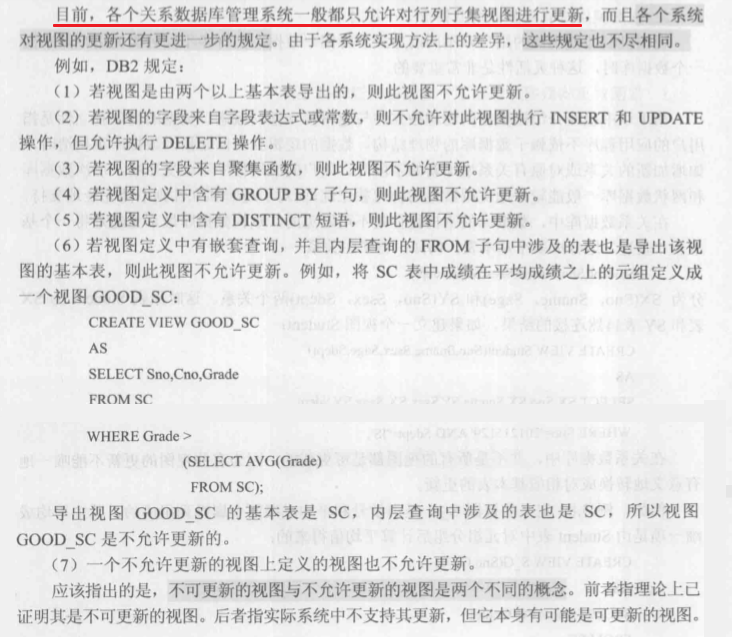 目前，各个关系数据库管理系统一般都只允许对行列子集视图进行更新，而且各个系统
对视图的更新还有更进一步的规定。由于各系统实现方法上的差异，这些规定也不尽相同。
例如，DB2 规定：
（1）若视图是由两个以上基本表导出的，则此视图不允许更新。
（2）若视图的字段来自字段表达式或常数，则不允许对此视图执行 INSERT 和 UPDATE
操作，但允许执行 DELETE 操作。
（3）若视图的字段来自聚集函数，则此视图不允许更新。
（4）若视图定义中含有 GROUP BY 子句，则此视图不允许更新。
（5）若视图定义中含有 DISTINCT 短语，则此视图不允许更新。
（6）若视图定义中有嵌套查询，并且内层查询的 FROM 子句中涉及的表也是导出该视
图的基本表，则此视图不允许更新。例如，将 SC 表中成绩在平均成绩之上的元组定义成
一个视图 GOOD_SC：
CREATE VIEW GOOD_SC
AS
SELECT Sno,Cno,Grade
FROM SC
WHERE Grade >
(SELECT AVG(Grade)
FROM SC);
导出视图 GOOD_SC 的基本表是 SC，内层查询中涉及的表也是 SC，所以视图
GOOD_SC 是不允许更新的。
（7）一个不允许更新的视图上定义的视图也不允许更新。
应该指出的是，不可更新的视图与不允许更新的视图是两个不同的概念。前者指理论上已
证明其是不可更新的视图。后者指实际系统中不支持其更新，但它本身有可能是可更新的视图。